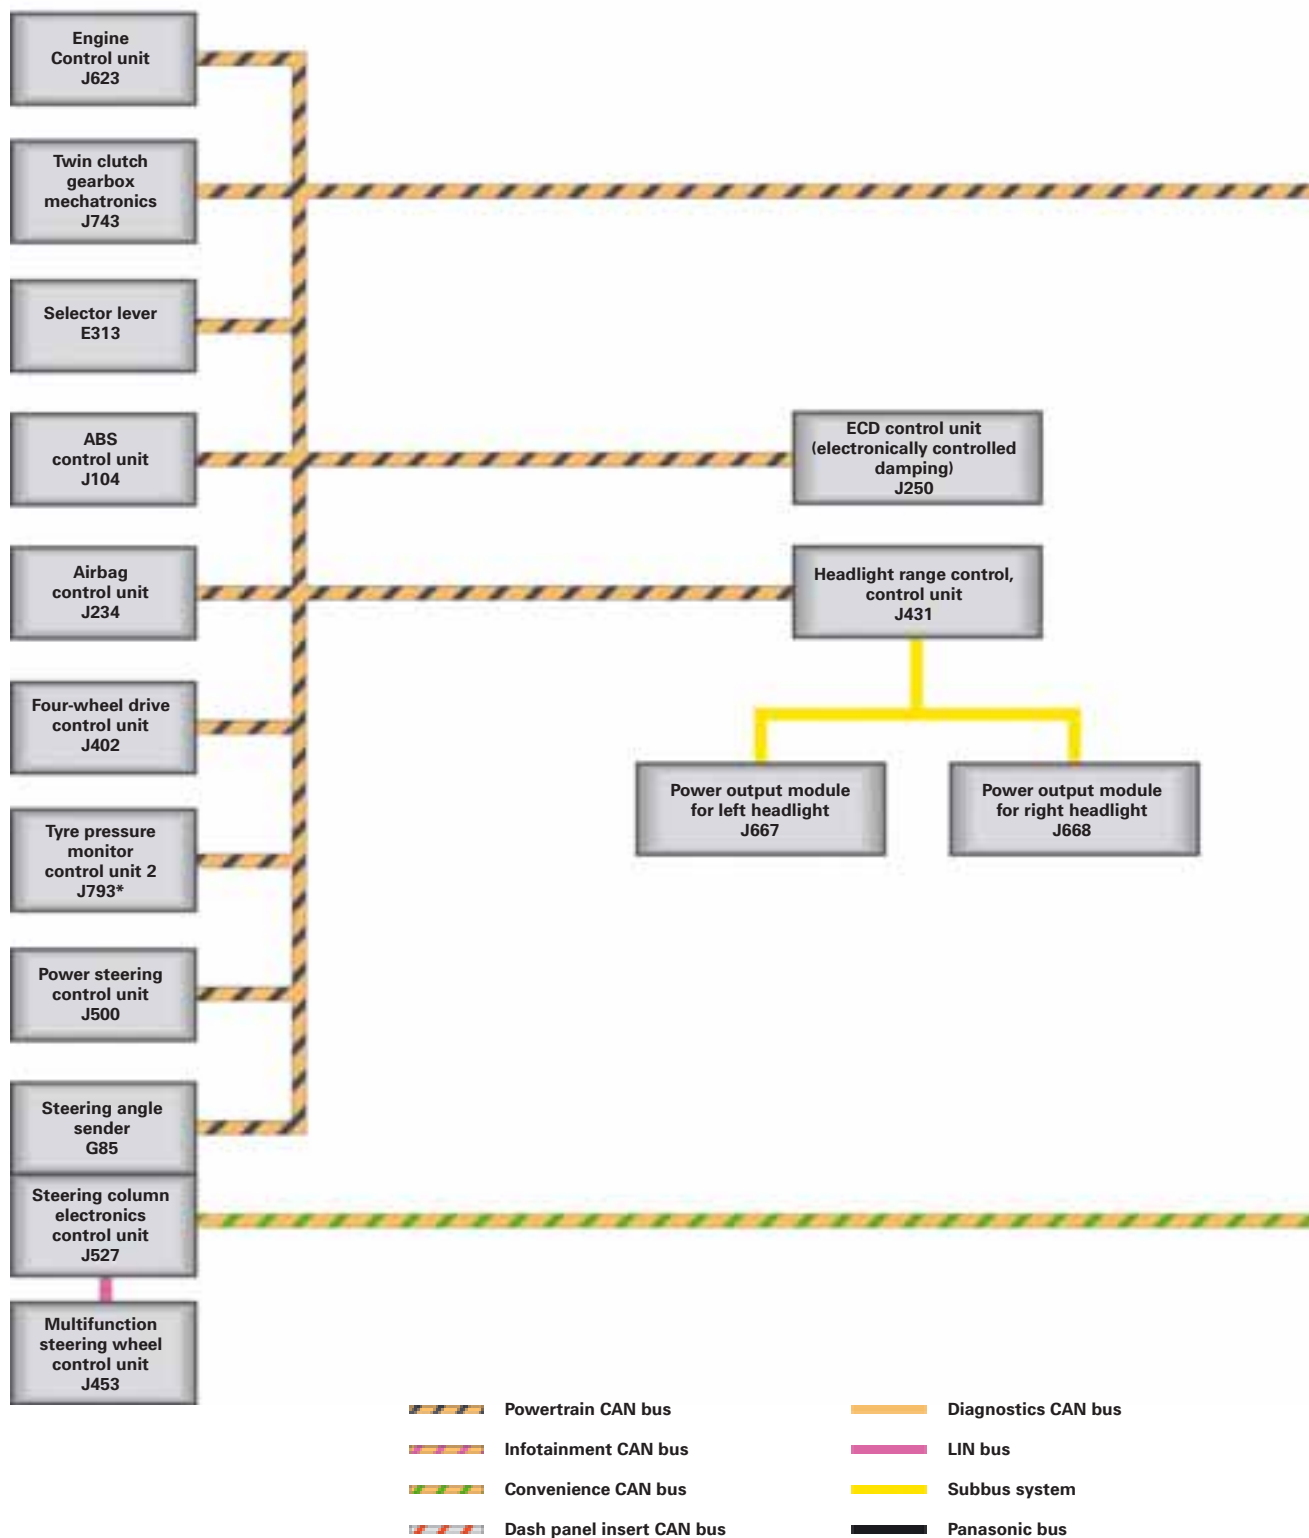 Engine
Control unit
J623
Twin clutch
gearbox
mechatronics
J743
Selector lever
E313
ABS
control unit
J104
ECD control unit
(electronically controlled
damping)
J250
Airbag
control unit
J234
Headlight range control,
control unit
J431
Four-wheel drive
control unit
J402
Power output module
for left headlight
J667
Power output module
for right headlight
J668
Tyre pressure
monitor
control unit 2
J793*
Power steering
control unit
J500
Steering angle
sender
G85
Steering column
electronics
control unit
J527
Multifunction
steering wheel
control unit
J453
Powertrain CAN bus
Infotainment CAN bus
Convenience CAN bus
Dash panel insert CAN bus
Diagnostics CAN bus
LIN bus
Subbus system
Panasonic bus